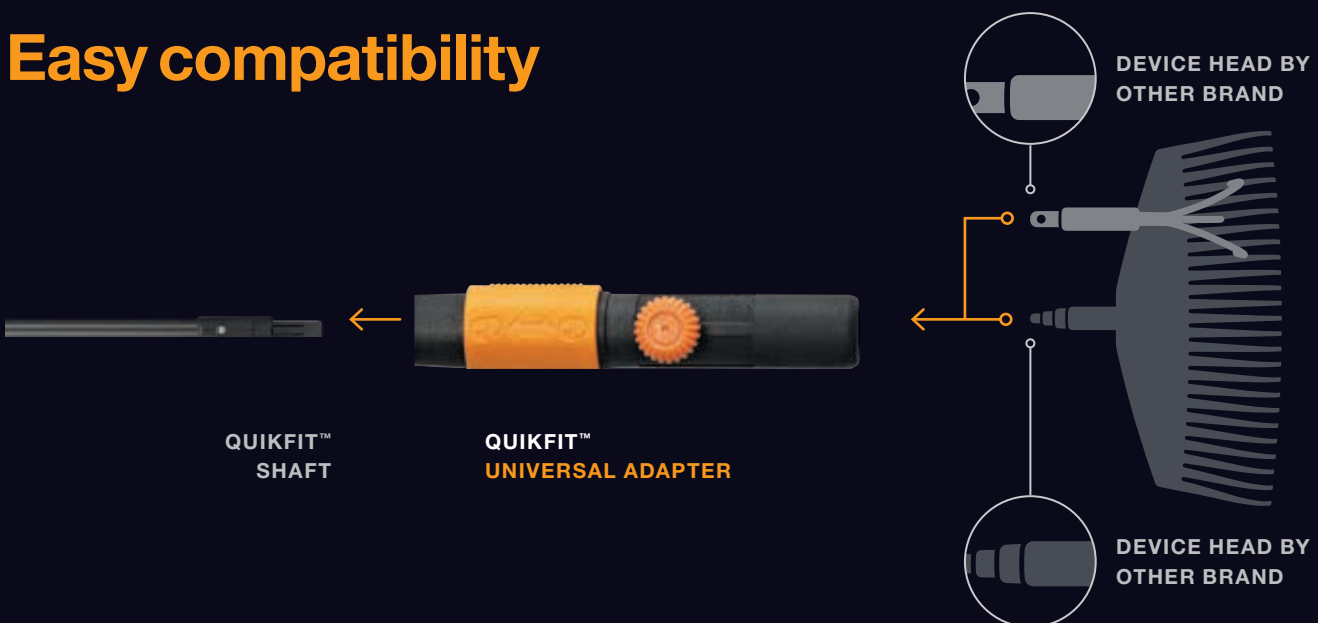 Easy compatibility
DEVICE HEAD BY
OTHER BRAND
QUIKFIT™
SHAFT
QUIKFIT™
UNIVERSAL ADAPTER
DEVICE HEAD BY
OTHER BRAND